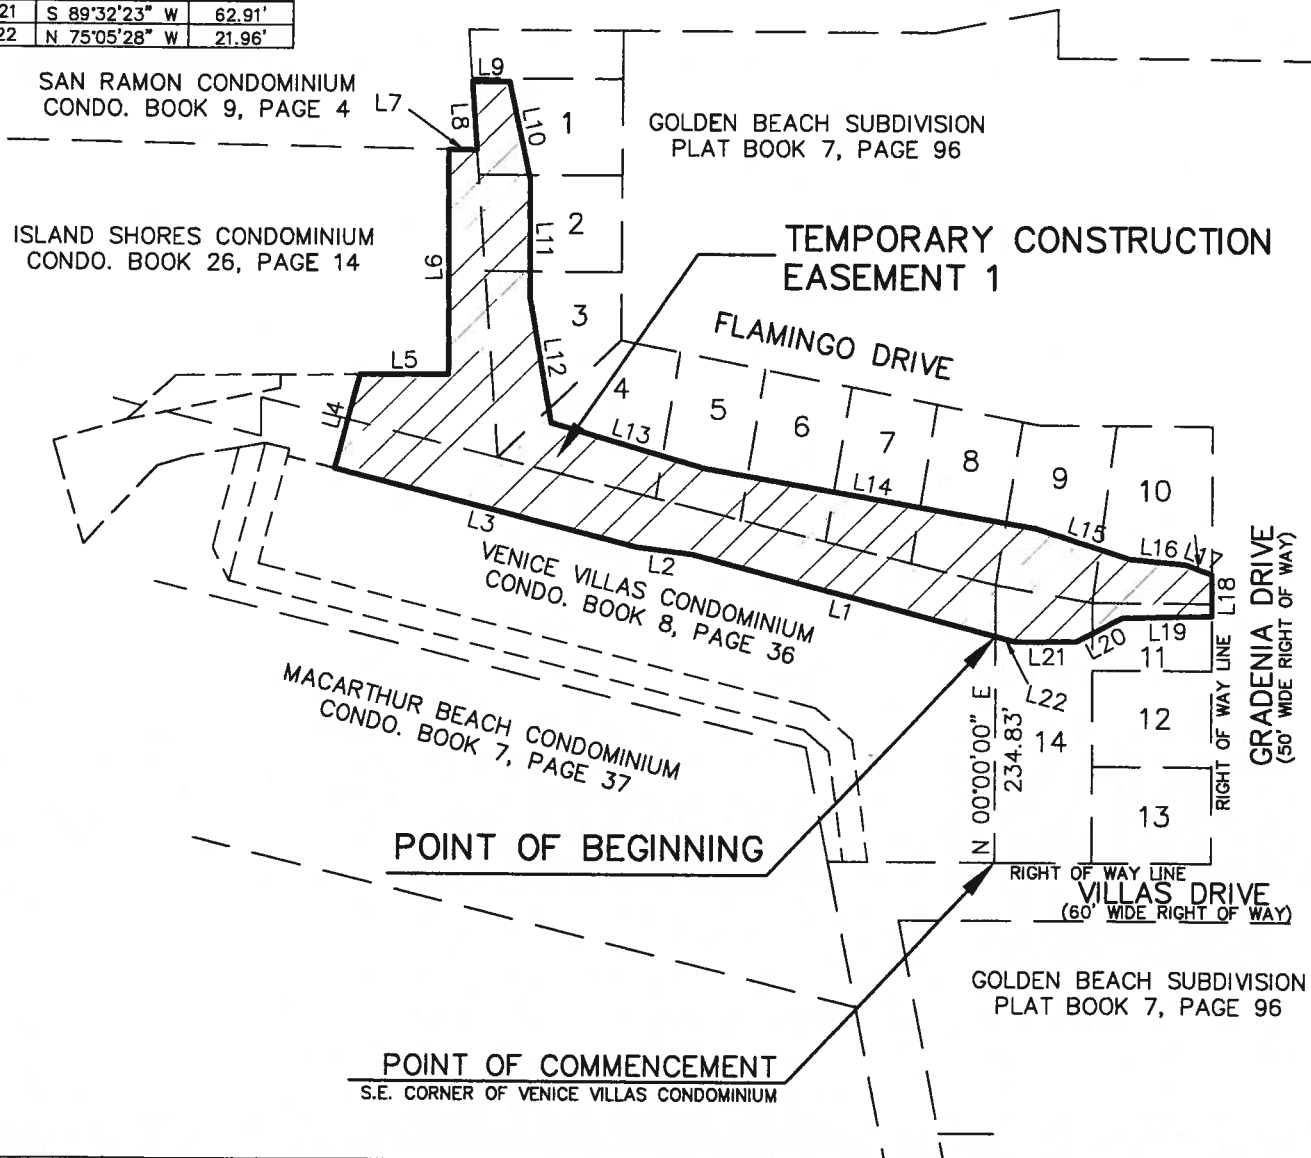 21 S 89°32'23" W 62.91'
22 N 75°05'28" W 21.96'
SAN RAMON CONDOMINIUM
CONDO. BOOK 9, PAGE 4
L7
L8
L9
L10
1
GOLDEN BEACH SUBDIVISION
PLAT BOOK 7, PAGE 96
ISLAND SHORES CONDOMINIUM
CONDO. BOOK 26, PAGE 14
L6
L11
2
TEMPORARY CONSTRUCTION
EASEMENT 1
3
FLAMINGO DRIVE
L5
L12
L4
4
5
6
7
8
9
10
L13
L14
L15
L16
L17
L18
L3
L2
L1
VENICE VILLAS CONDOMINIUM
CONDO. BOOK 8, PAGE 36
L19
L20
L21
L22
11
12
13
14
GRADENIA DRIVE
(50' WIDE RIGHT OF WAY)
RIGHT OF WAY LINE
N 00°00'00" E
234.83'
MACARTHUR BEACH CONDOMINIUM
CONDO. BOOK 7, PAGE 37
POINT OF BEGINNING
RIGHT OF WAY LINE
VILLAS DRIVE
(60' WIDE RIGHT OF WAY)
GOLDEN BEACH SUBDIVISION
PLAT BOOK 7, PAGE 96
POINT OF COMMENCEMENT
S.E. CORNER OF VENICE VILLAS CONDOMINIUM